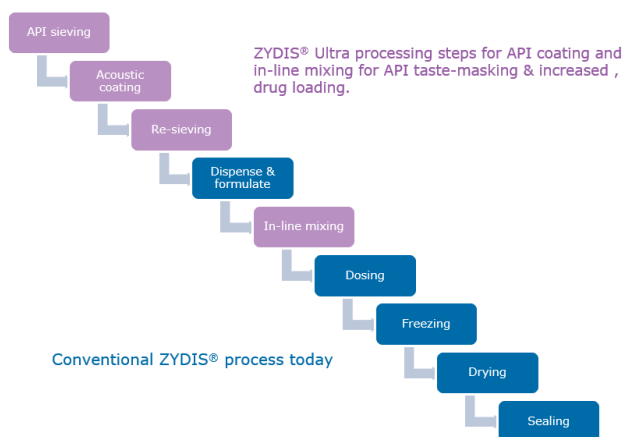 API sieving
ZYDIS® Ultra processing steps for API coating and
in-line mixing for API taste-masking & increased ,
drug loading.
Acoustic
coating
Re-sieving
Dispense &
formulate
In-line mixing
Dosing
Freezing
Conventional ZYDIS® process today
Drying
Sealing